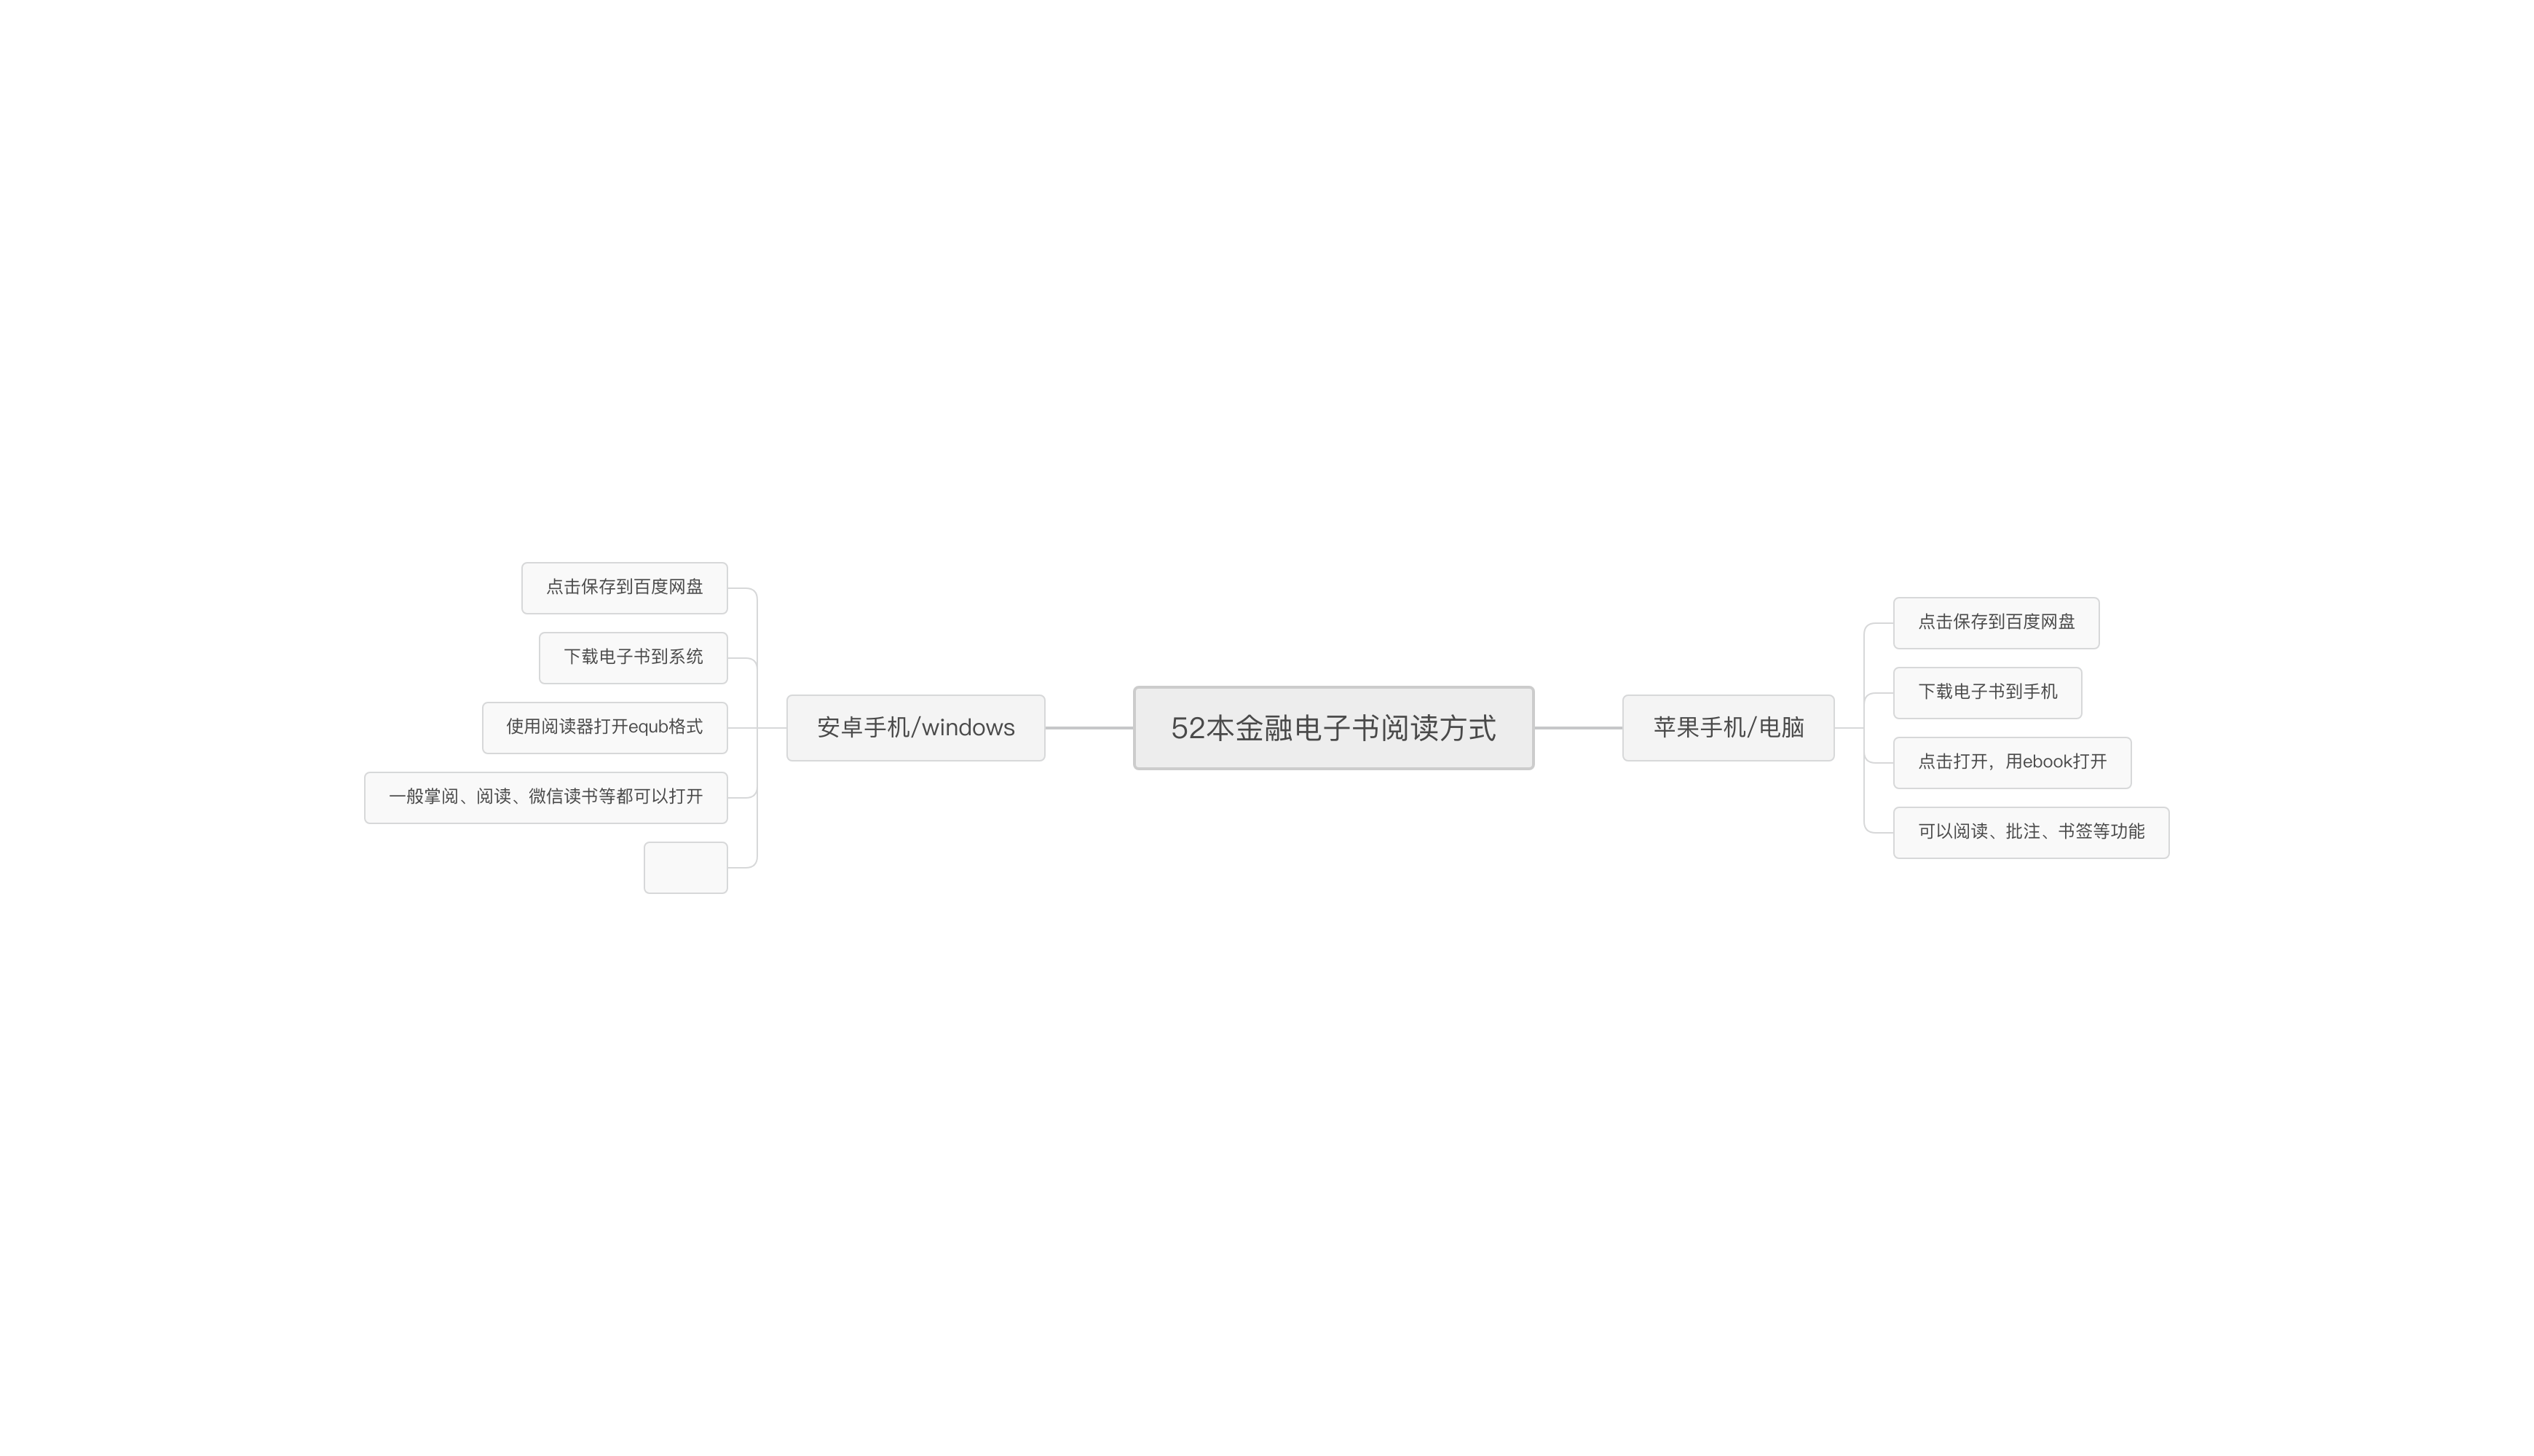 52本金融电子书阅读方式
安卓手机/windows
点击保存到百度网盘
下载电子书到系统
使用阅读器打开equb格式
一般掌阅、阅读、微信读书等都可以打开
苹果手机/电脑
点击保存到百度网盘
下载电子书到手机
点击打开，用ebook打开
可以阅读、批注、书签等功能